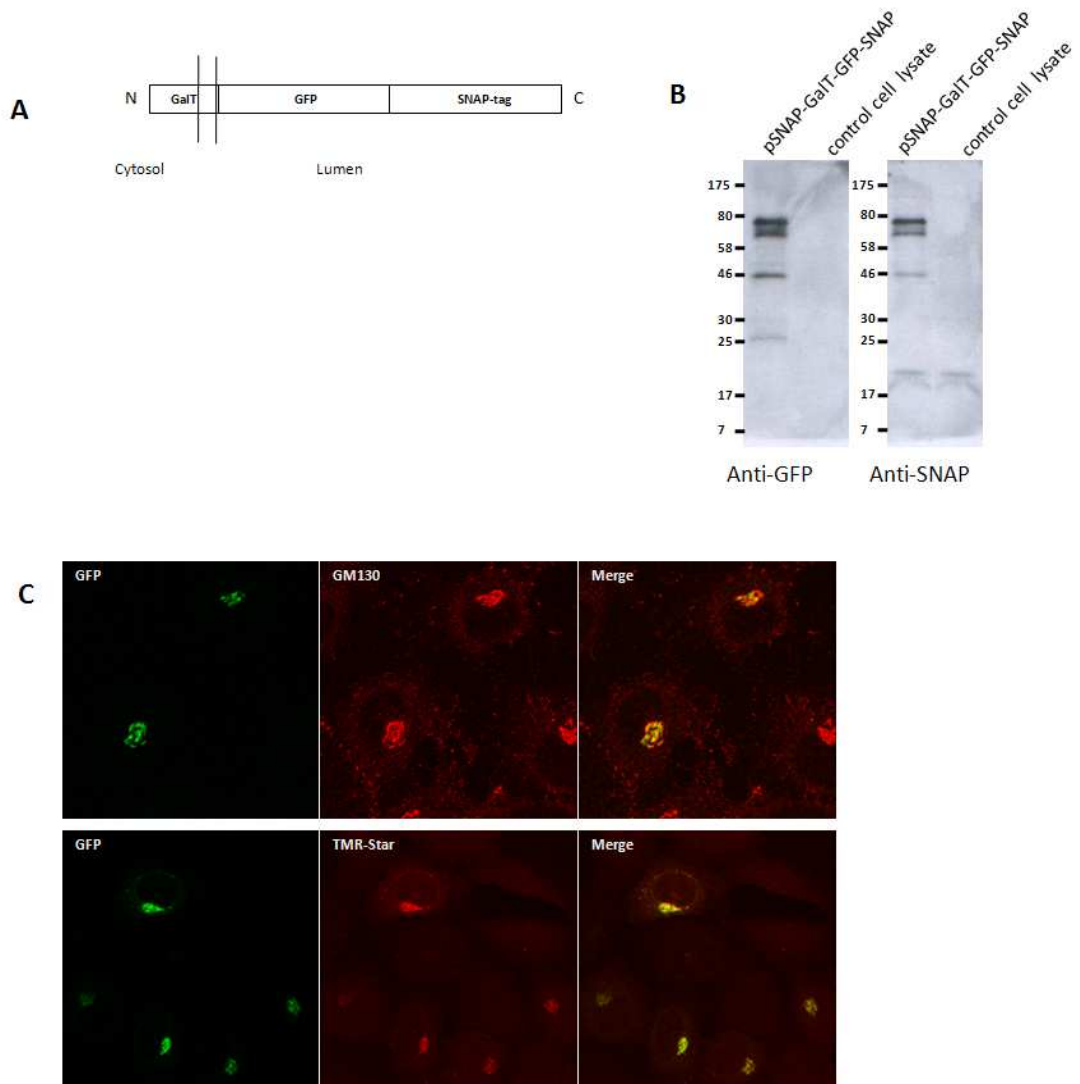 A
N
GalT
GFP
SNAP-tag
C
Cytosol
Lumen
B
pSNAP-GalT-GFP-SNAP
control cell lysate
pSNAP-GalT-GFP-SNAP
control cell lysate
175
80
58
46
30
25
17
7
175
80
58
46
30
25
17
7
Anti-GFP
Anti-SNAP
C
GFP
GM130
Merge
GFP
TMR-Star
Merge